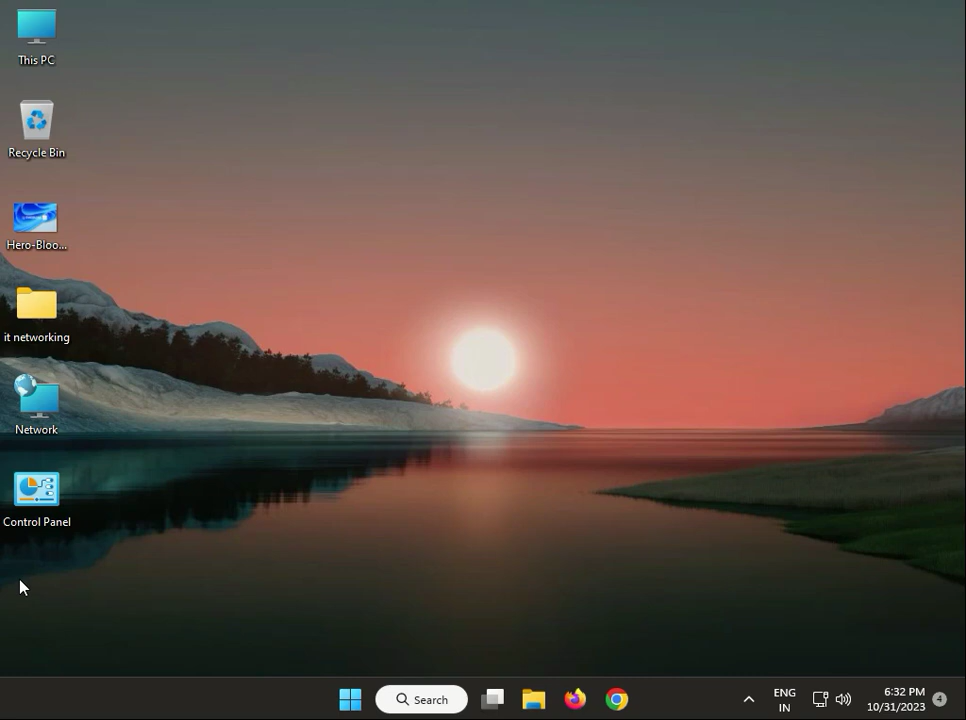 This PC
Recycle Bin
Hero-Bloo...
it networking
Network
Control Panel
Search
ENG
IN
6:32 PM
10/31/2023
4